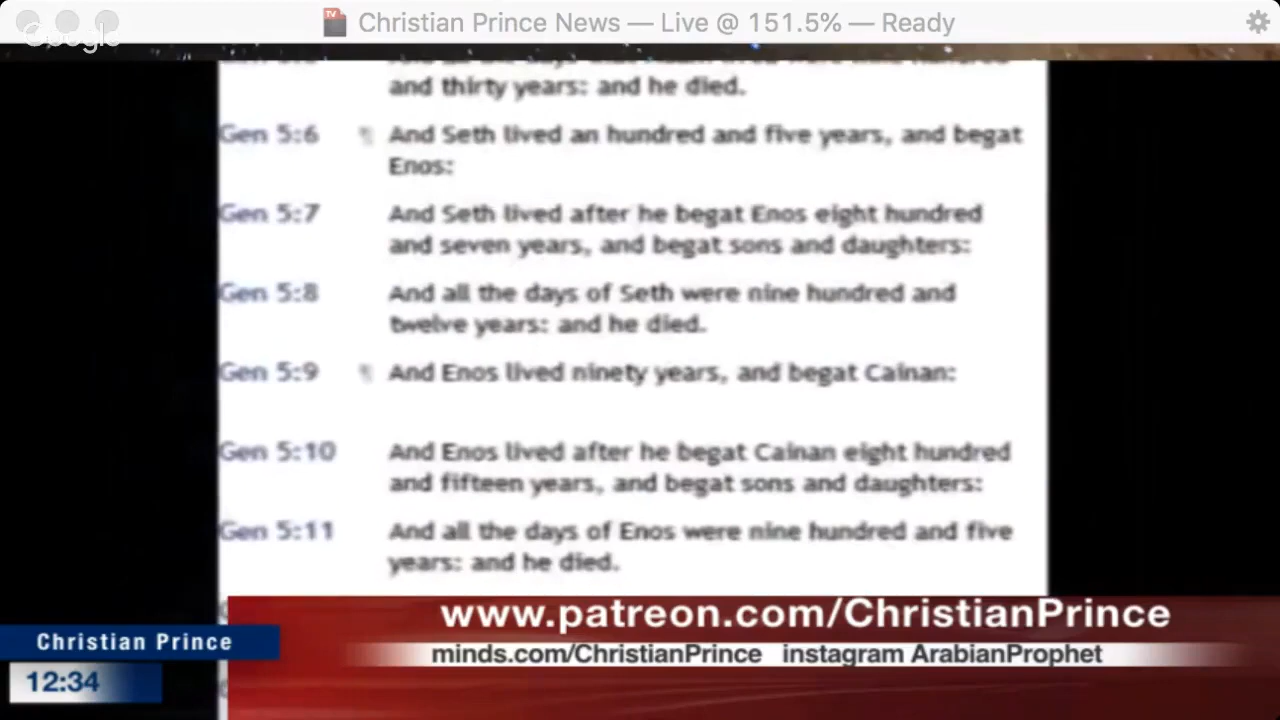 Christian Prince News — Live @ 151.5% — Ready
Google
and thirty years: and he died.
Gen 5:6 ¶ And Seth lived an hundred and five years, and begat
Enos:
Gen 5:7 And Seth lived after he begat Enos eight hundred
and seven years, and begat sons and daughters:
Gen 5:8 And all the days of Seth were nine hundred and
twelve years: and he died.
Gen 5:9 ¶ And Enos lived ninety years, and begat Cainan:
Gen 5:10 And Enos lived after he begat Cainan eight hundred
and fifteen years, and begat sons and daughters:
Gen 5:11 And all the days of Enos were nine hundred and five
years: and he died.
www.patreon.com/ChristianPrince
Christian Prince
minds.com/ChristianPrince instagram ArabianProphet
12:34